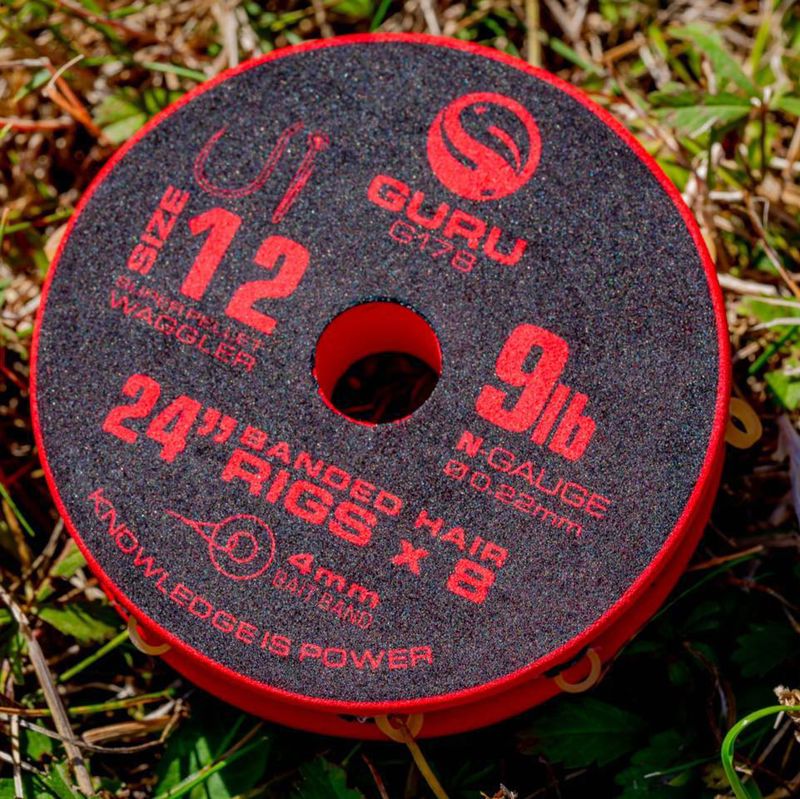 GURU
G178
SIZE 12
SUPER PELLET
WAGGLER
9lb
N-GAUGE
Ø 0.22mm
24” BANDED HAIR
RIGS x 8
4mm
BAIT BAND
KNOWLEDGE IS POWER